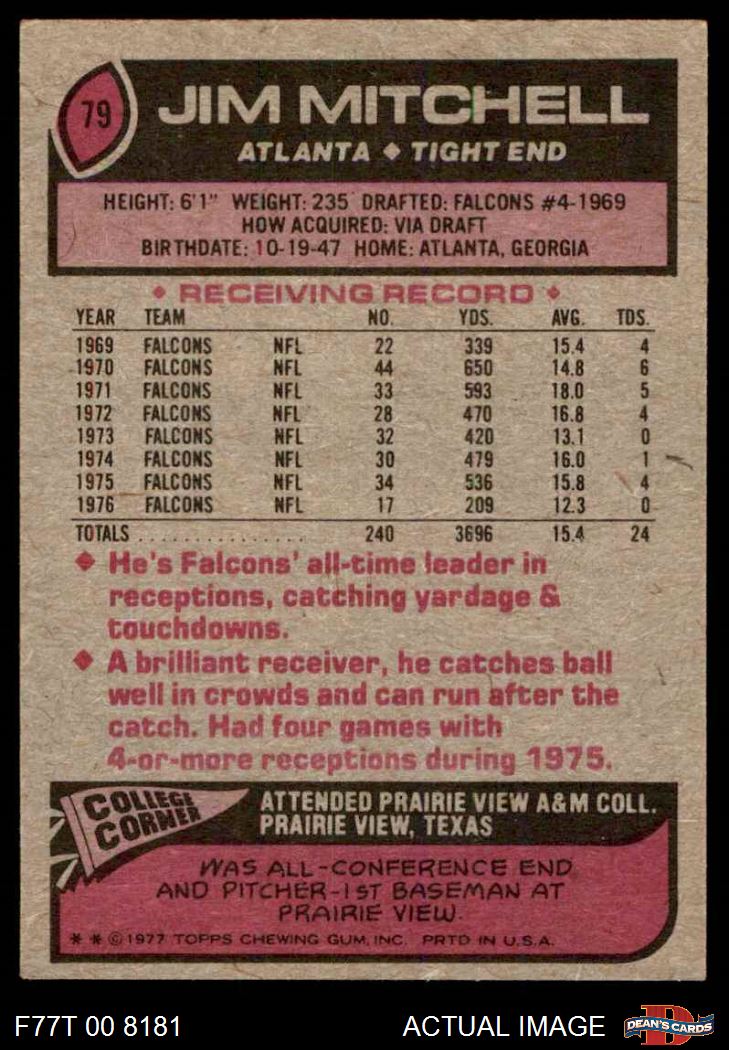 79
JIM MITCHELL
ATLANTA ◆ TIGHT END
HEIGHT: 6'1" WEIGHT: 235 DRAFTED: FALCONS #4-1969
HOW ACQUIRED: VIA DRAFT
BIRTHDATE: 10-19-47 HOME: ATLANTA, GEORGIA
◆ RECEIVING RECORD ◆
YEAR TEAM NO. YDS. AVG. TDS.
1969 FALCONS NFL 22 339 15.4 4
1970 FALCONS NFL 44 650 14.8 6
1971 FALCONS NFL 33 593 18.0 5
1972 FALCONS NFL 28 470 16.8 4
1973 FALCONS NFL 32 420 13.1 0
1974 FALCONS NFL 30 479 16.0 1
1975 FALCONS NFL 34 536 15.8 4
1976 FALCONS NFL 17 209 12.3 0
TOTALS . . . . . . . . . . . . . . . 240 3696 15.4 24
◆ He's Falcons' all-time leader in
receptions, catching yardage &
touchdowns.
◆ A brilliant receiver, he catches ball
well in crowds and can run after the
catch. Had four games with
4-or-more receptions during 1975.
COLLEGE
CORNER
ATTENDED PRAIRIE VIEW A&M COLL.
PRAIRIE VIEW, TEXAS
WAS ALL-CONFERENCE END
AND PITCHER-1ST BASEMAN AT
PRAIRIE VIEW.
* * © 1977 TOPPS CHEWING GUM, INC. PRTD IN U.S.A.
F77T 00 8181 ACTUAL IMAGE
D
DEAN'S CARDS